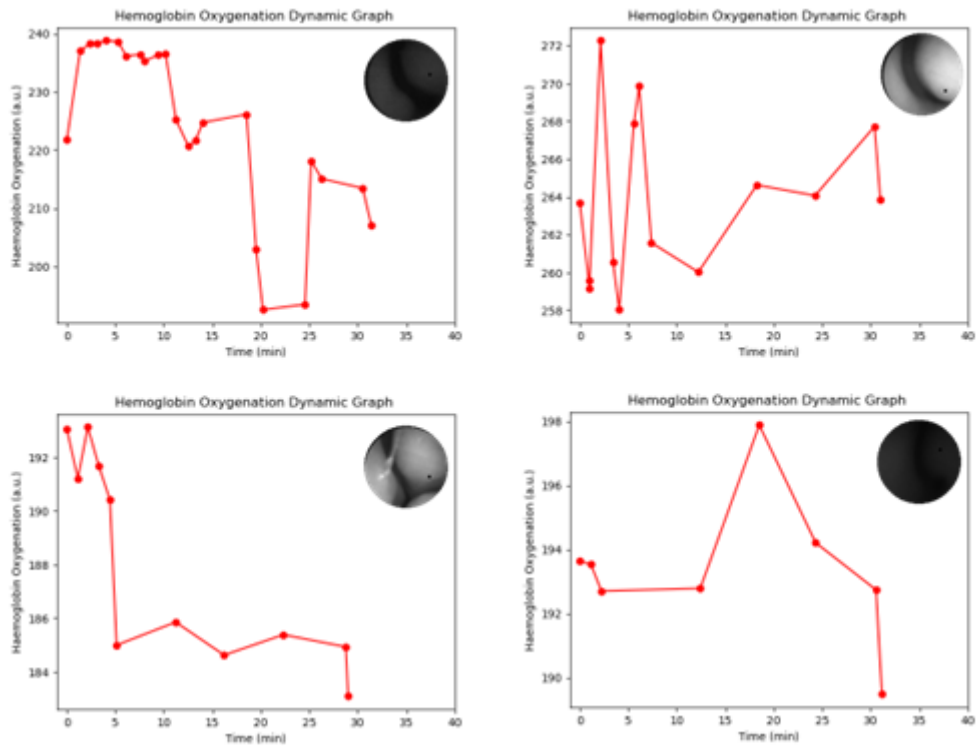 Hemoglobin Oxygenation Dynamic Graph
Haemoglobin Oxygenation (a.u.)
240
230
220
210
200
0 5 10 15 20 25 30 35 40
Time (min)
Hemoglobin Oxygenation Dynamic Graph
Haemoglobin Oxygenation (a.u.)
272
270
268
266
264
262
260
258
0 5 10 15 20 25 30 35 40
Time (min)
Hemoglobin Oxygenation Dynamic Graph
Haemoglobin Oxygenation (a.u.)
192
190
188
186
184
0 5 10 15 20 25 30 35 40
Time (min)
Hemoglobin Oxygenation Dynamic Graph
Haemoglobin Oxygenation (a.u.)
198
196
194
192
190
0 5 10 15 20 25 30 35 40
Time (min)